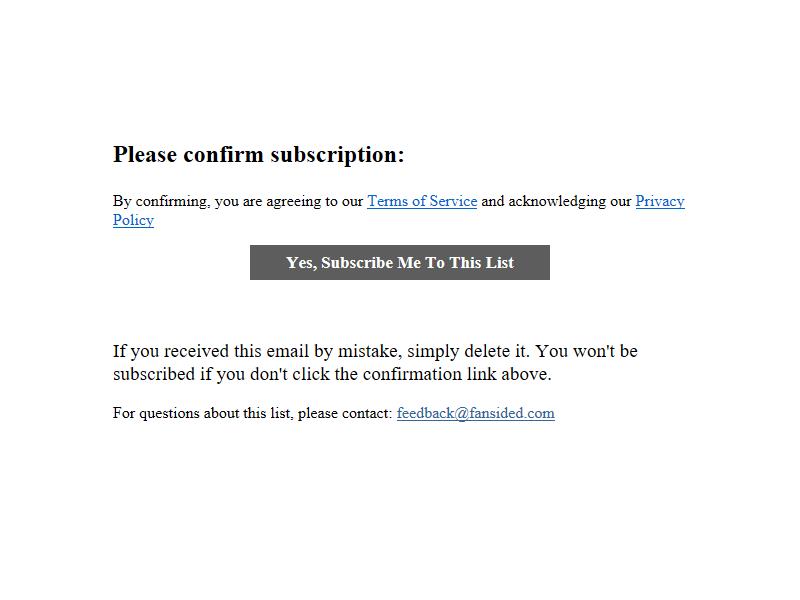 Please confirm subscription:
By confirming, you are agreeing to our Terms of Service and acknowledging our Privacy
Policy
Yes, Subscribe Me To This List
If you received this email by mistake, simply delete it. You won't be
subscribed if you don't click the confirmation link above.
For questions about this list, please contact: feedback@fansided.com